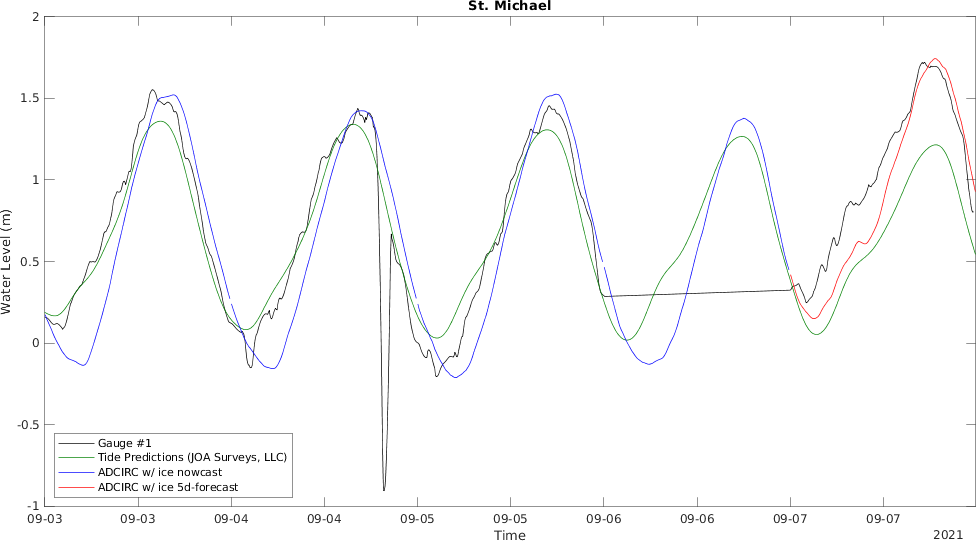 St. Michael
2
1.5
1
0.5
0
-0.5
-1
Water Level (m)
Gauge #1
Tide Predictions (JOA Surveys, LLC)
ADCIRC w/ ice nowcast
ADCIRC w/ ice 5d-forecast
09-03 09-03 09-04 09-04 09-05 09-05 09-06 09-06 09-07 09-07
Time
2021